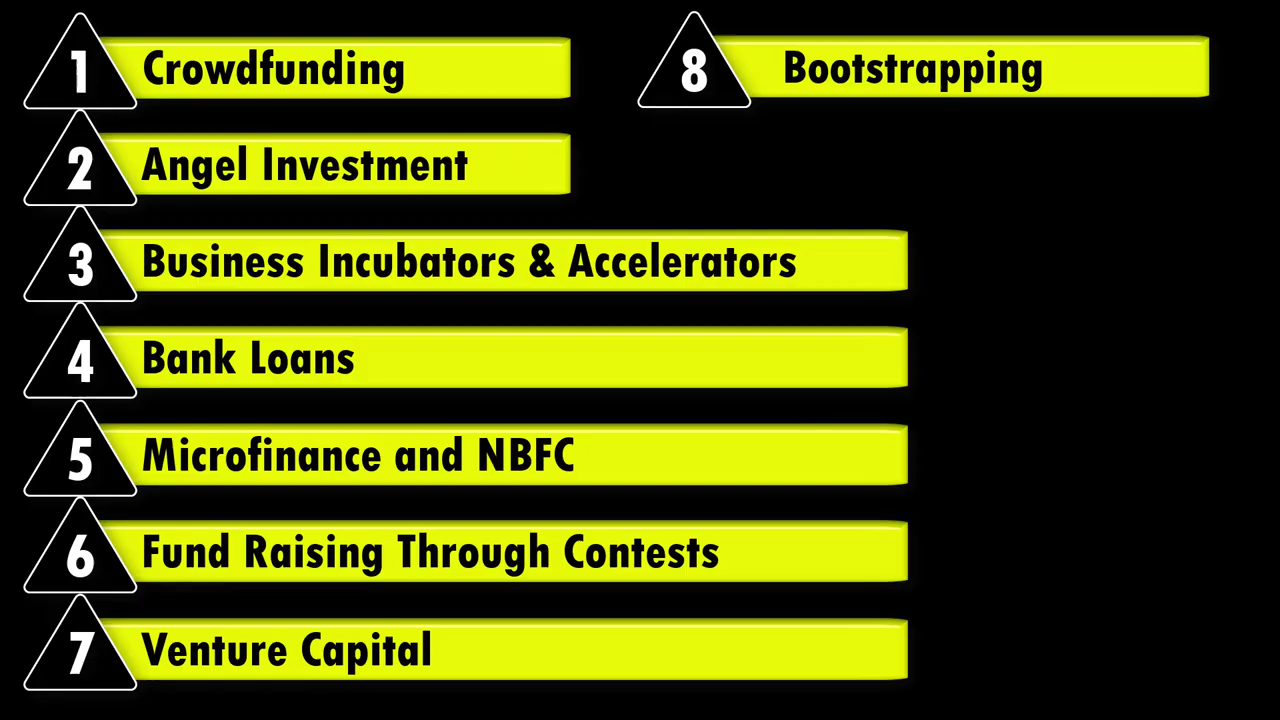 1 Crowdfunding
2 Angel Investment
3 Business Incubators & Accelerators
4 Bank Loans
5 Microfinance and NBFC
6 Fund Raising Through Contests
7 Venture Capital
8 Bootstrapping